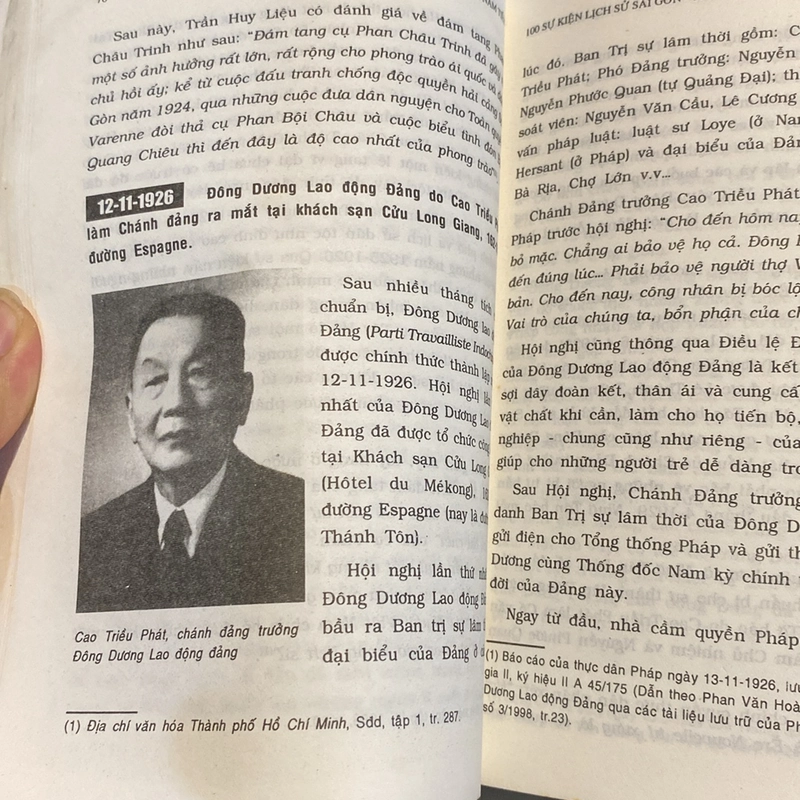 Sau này, Trần Huy Liệu có đánh giá về đám tang
Châu Trinh như sau: "Đám tang cụ Phan Châu Trinh đã
một số ảnh hưởng rất lớn, rất rộng cho phong trào ái quốc
chủ hồi ấy; kể từ cuộc đấu tranh chống độc quyền hải cảng
Gòn năm 1924, qua những cuộc đưa dân nguyện cho Toàn
Varenne đòi thả cụ Phan Bội Châu và cuộc biểu tình đón
Quang Chiêu thì đến đây là độ cao nhất của phong trào"
12-11-1926 Đông Dương Lao động Đảng do Cao Triều
làm Chánh đảng ra mắt tại khách sạn Cửu Long Giang,
đường Espagne.
Sau nhiều tháng tích
chuẩn bị, Đông Dương lao
Đảng (Parti Travailliste
được chính thức thành lập
12-11-1926. Hội nghị
nhất của Đông Dương Lao
Đảng đã được tổ chức
tại Khách sạn Cửu Long
(Hôtel du Mékong),
đường Espagne (nay là
Thánh Tôn).
Hội nghị lần thứ
Đông Dương Lao động
bầu ra Ban trị sự lâm
đại biểu của Đảng ở
Cao Triều Phát, chánh đảng trưởng
Đông Dương Lao động đảng
(1) Địa chí văn hóa Thành phố Hồ Chí Minh, Sđd, tập 1, tr. 287.
100 SỰ KIỆN LỊCH SỬ SÀI GÒN
lúc đó. Ban Trị sự lâm thời gồm:
Triều Phát; Phó Đảng trưởng: Nguyễn
Nguyễn Phước Quan (tự Quảng Đại);
soát viên: Nguyễn Văn Cầu, Lê Cương
vấn pháp luật: luật sư Loye (ở Nam
Hersant (ở Pháp) và đại biểu của Đảng
Bà Rịa, Chợ Lớn v.v...
Chánh Đảng trưởng Cao Triều Phát
Pháp trước hội nghị: "Cho đến hôm nay
bỏ mặc. Chẳng ai bảo vệ họ cả. Đông
đến đúng lúc... Phải bảo vệ người thợ
bản. Cho đến nay, công nhân bị bóc
Vai trò của chúng ta, bổn phận của
Hội nghị cũng thông qua Điều lệ
của Đông Dương Lao động Đảng là kết
sợi dây đoàn kết, thân ái và cung cấp
vật chất khi cần, làm cho họ tiến bộ,
nghiệp - chung cũng như riêng - của
giúp cho những người trẻ dễ dàng
Sau Hội nghị, Chánh Đảng trưởng
danh Ban Trị sự lâm thời của Đông
gửi điện cho Tổng thống Pháp và gửi
Dương cùng Thống đốc Nam kỳ chính
đời của Đảng này.
Ngay từ đầu, nhà cầm quyền Pháp
(1) Báo cáo của thực dân Pháp ngày 13-11-1926,
gia II, ký hiệu II A 45/175 (Dẫn theo Phan Văn
Dương Lao động Đảng qua các tài liệu lưu trữ của
số 3/1998, tr.23).